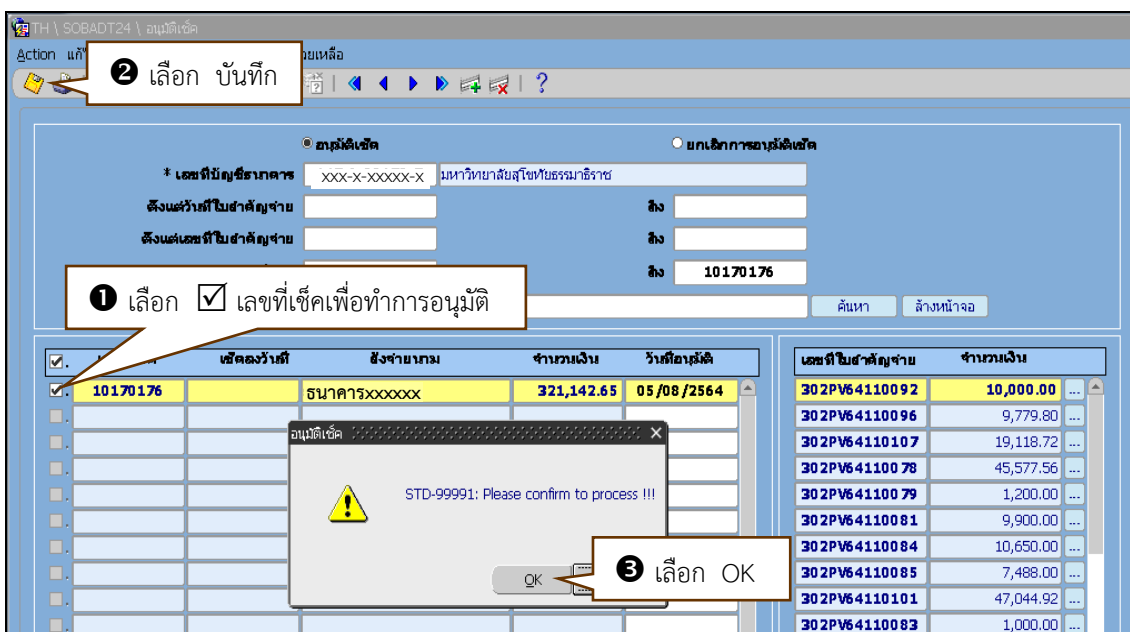 TH \ SOBADT24 \ อนุมัติเช็ค
Action แก้
❷ เลือก บันทึก
อนุมัติเช็ค ยกเลิกการอนุมัติเช็ค
* เลขที่บัญชีธนาคาร xxx-x-xxxxx-x มหาวิทยาลัยสุโขทัยธรรมาธิราช
ตั้งแต่วันที่ใบสำคัญจ่าย ถึง
ตั้งแต่เลขที่ใบสำคัญจ่าย ถึง
ถึง 10170176
❶ เลือก ☑ เลขที่เช็คเพื่อทำการอนุมัติ
ค้นหา ล้างหน้าจอ
เช็คลงวันที่ สั่งจ่ายนาม จำนวนเงิน วันที่อนุมัติ เลขที่ใบสำคัญจ่าย จำนวนเงิน
10170176 ธนาคารxxxxxx 321,142.65 05/08/2564 302PV64110092 10,000.00 ...
302PV64110096 9,779.80 ...
302PV64110107 19,118.72 ...
302PV64110078 45,577.56 ...
302PV64110079 1,200.00 ...
302PV64110081 9,900.00 ...
302PV64110084 10,650.00 ...
302PV64110085 7,488.00 ...
302PV64110101 47,044.92 ...
302PV64110083 1,000.00 ...
อนุมัติเช็ค
STD-99991: Please confirm to process !!!
OK
❸ เลือก OK